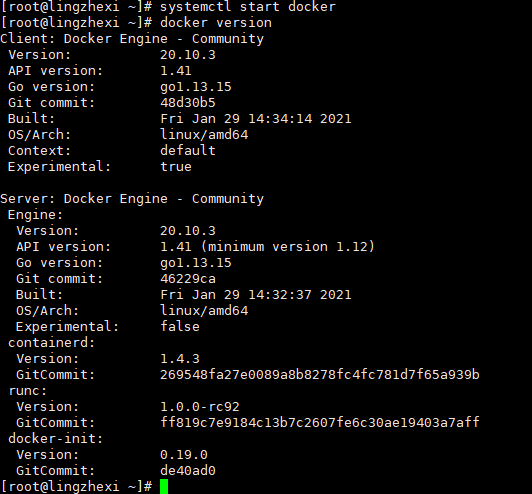 [root@lingzhexi ~]# systemctl start docker
[root@lingzhexi ~]# docker version
Client: Docker Engine - Community
 Version:           20.10.3
 API version:       1.41
 Go version:        go1.13.15
 Git commit:        48d30b5
 Built:             Fri Jan 29 14:34:14 2021
 OS/Arch:           linux/amd64
 Context:           default
 Experimental:      true
Server: Docker Engine - Community
 Engine:
  Version:          20.10.3
  API version:      1.41 (minimum version 1.12)
  Go version:       go1.13.15
  Git commit:       46229ca
  Built:            Fri Jan 29 14:32:37 2021
  OS/Arch:          linux/amd64
  Experimental:     false
 containerd:
  Version:          1.4.3
  GitCommit:        269548fa27e0089a8b8278fc4fc781d7f65a939b
 runc:
  Version:          1.0.0-rc92
  GitCommit:        ff819c7e9184c13b7c2607fe6c30ae19403a7aff
 docker-init:
  Version:          0.19.0
  GitCommit:        de40ad0
[root@lingzhexi ~]#